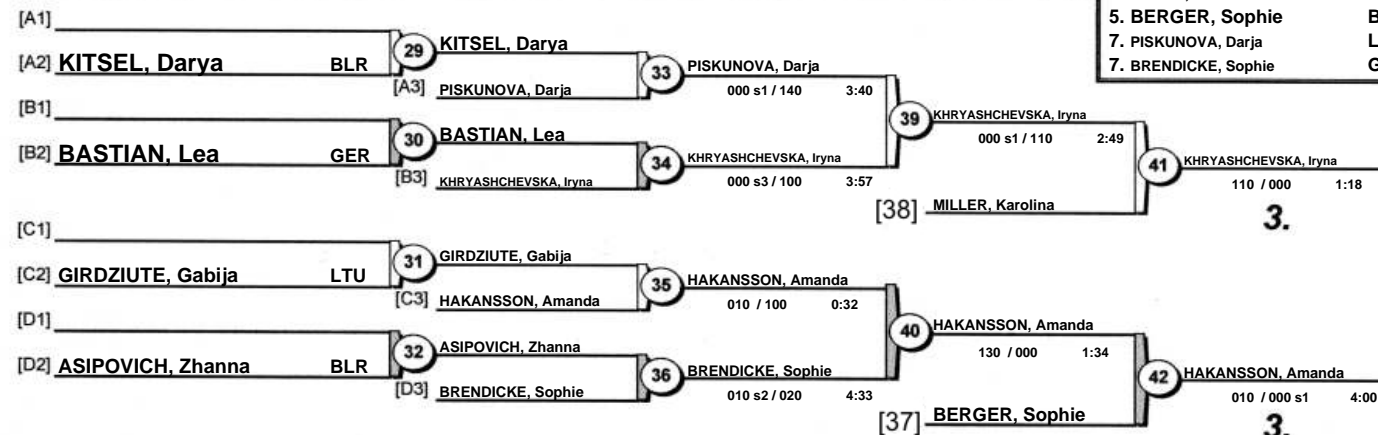 5. BERGER, Sophie B
7. PISKUNOVA, Darja L
7. BRENDICKE, Sophie G
[A1]
[A2] KITSEL, Darya BLR
29 KITSEL, Darya
[A3] PISKUNOVA, Darja
33 PISKUNOVA, Darja
000 s1 / 140 3:40
[B1]
[B2] BASTIAN, Lea GER
30 BASTIAN, Lea
[B3] KHRYASHCHEVSKA, Iryna
34 KHRYASHCHEVSKA, Iryna
000 s3 / 100 3:57
39 KHRYASHCHEVSKA, Iryna
000 s1 / 110 2:49
[38] MILLER, Karolina
41 KHRYASHCHEVSKA, Iryna
110 / 000 1:18
3.
[C1]
[C2] GIRDZIUTE, Gabija LTU
31 GIRDZIUTE, Gabija
[C3] HAKANSSON, Amanda
35 HAKANSSON, Amanda
010 / 100 0:32
[D1]
[D2] ASIPOVICH, Zhanna BLR
32 ASIPOVICH, Zhanna
[D3] BRENDICKE, Sophie
36 BRENDICKE, Sophie
010 s2 / 020 4:33
40 HAKANSSON, Amanda
130 / 000 1:34
[37] BERGER, Sophie
42 HAKANSSON, Amanda
010 / 000 s1 4:00
3.